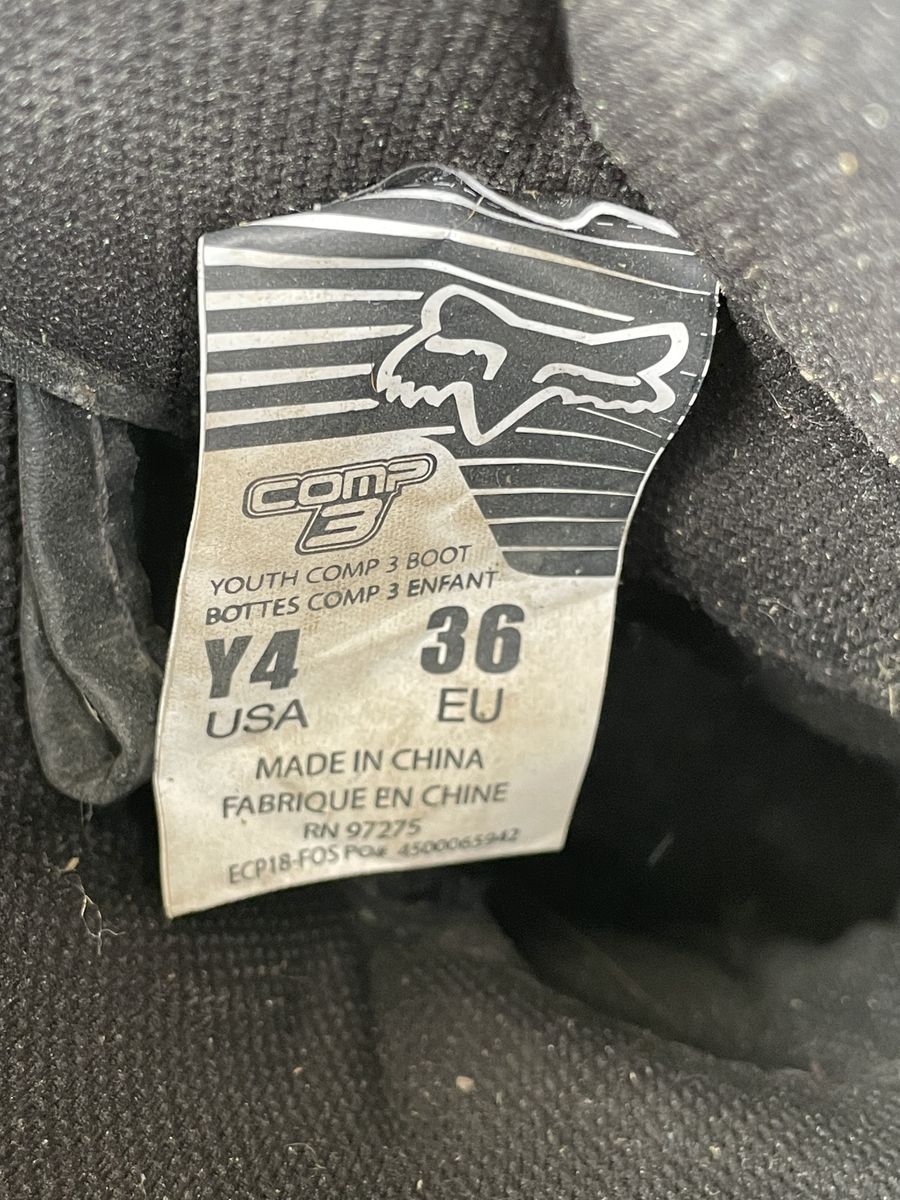 COMP
3
YOUTH COMP 3 BOOT
BOTTES COMP 3 ENFANT
Y4 36
USA EU
MADE IN CHINA
FABRIQUE EN CHINE
RN 97275
ECP18-FOS PO# 4500065942